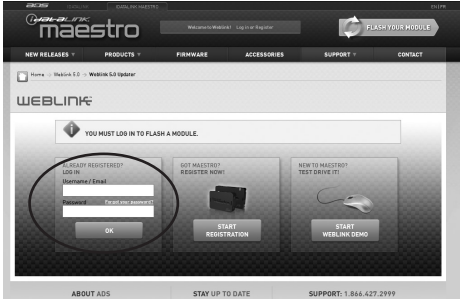 ADS DATALINK IDATALINK MAESTRO EN|FR
iDATALINK
maestro
Welcome to Weblink! Log in or Register
FLASH YOUR MODULE
NEW RELEASES ▼ PRODUCTS ▼ FIRMWARE ACCESSORIES SUPPORT ▼ CONTACT
Home Weblink 5.0 Weblink 5.0 Updater
WEBLINK
YOU MUST LOG IN TO FLASH A MODULE.
ALREADY REGISTERED?
LOG IN
Username / Email
Password Forgot your password?
OK
GOT MAESTRO?
REGISTER NOW!
START
REGISTRATION
NEW TO MAESTRO?
TEST DRIVE IT!
START
WEBLINK DEMO
ABOUT ADS STAY UP TO DATE SUPPORT: 1.866.427.2999